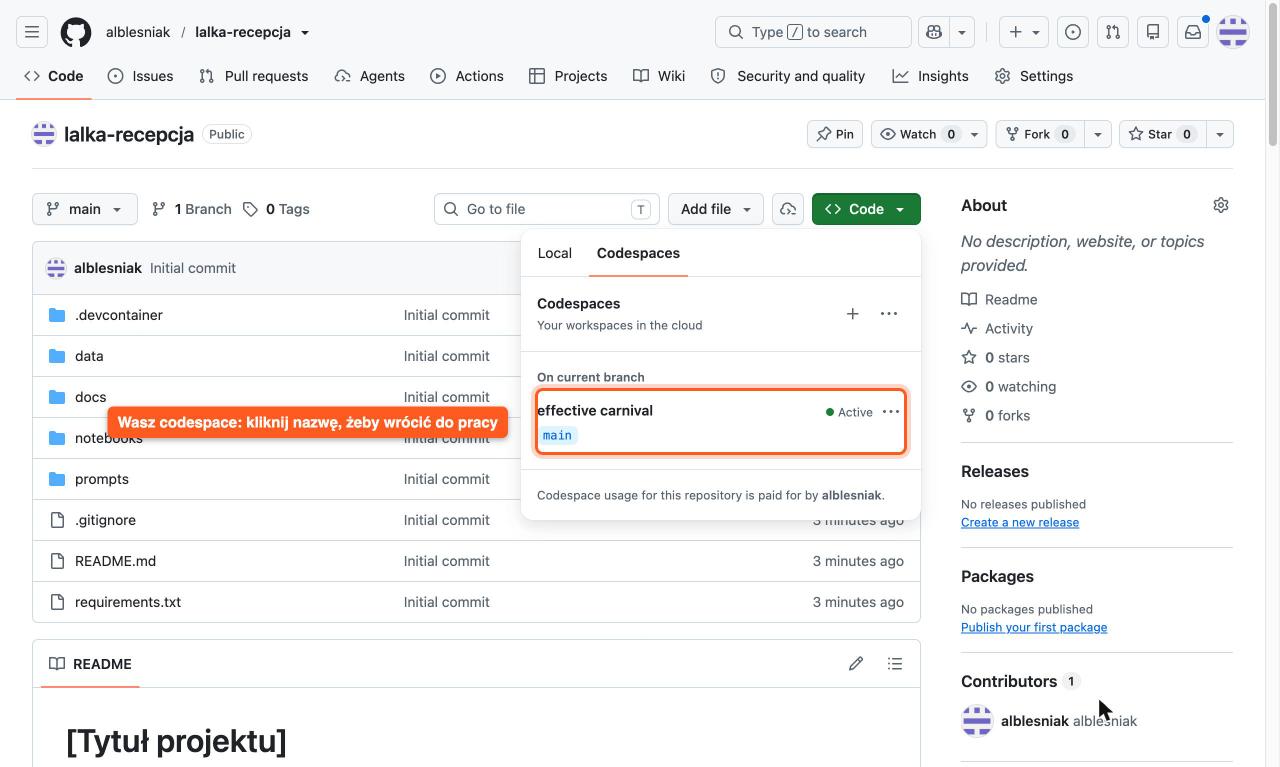 alblesniak / lalka-recepcja
Type / to search
Code Issues Pull requests Agents Actions Projects Wiki Security and quality Insights Settings
lalka-recepcja Public
Pin Watch 0 Fork 0 Star 0
main 1 Branch 0 Tags Go to file T Add file Code
alblesniak Initial commit
.devcontainer Initial commit
data Initial commit
docs Initial commit
notebooks
prompts Initial commit
.gitignore Initial commit 3 minutes ago
README.md Initial commit 3 minutes ago
requirements.txt Initial commit 3 minutes ago
Local Codespaces
Codespaces
Your workspaces in the cloud
On current branch
effective carnival Active
main
Codespace usage for this repository is paid for by alblesniak.
Wasz codespace: kliknij nazwę, żeby wrócić do pracy
README
[Tytuł projektu]
About
No description, website, or topics
provided.
Readme
Activity
0 stars
0 watching
0 forks
Releases
No releases published
Create a new release
Packages
No packages published
Publish your first package
Contributors 1
alblesniak alblesniak